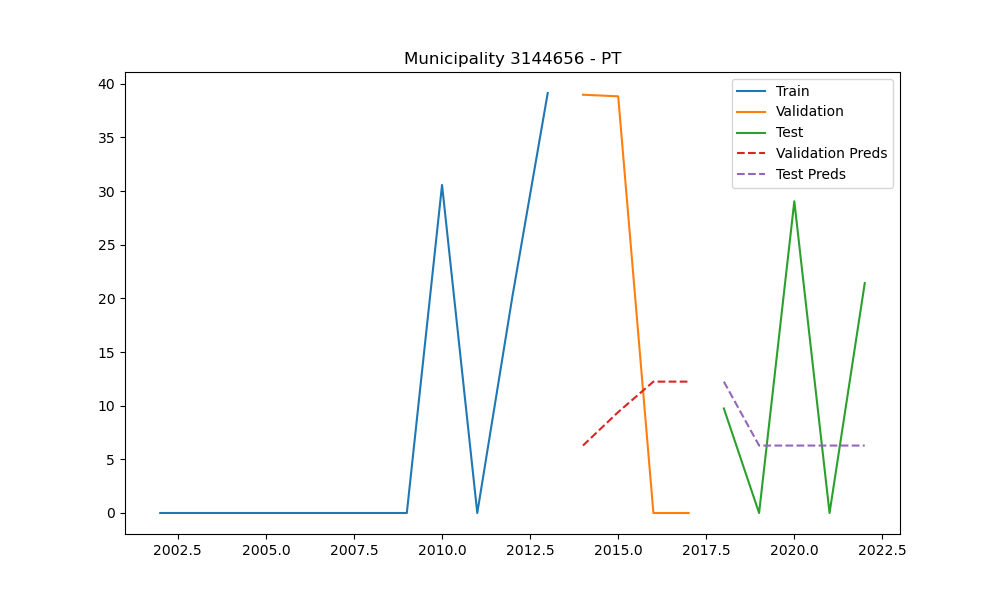 Municipality 3144656 - PT
40
35
30
25
20
15
10
5
0
Train
Validation
Test
Validation Preds
Test Preds
2002.5 2005.0 2007.5 2010.0 2012.5 2015.0 2017.5 2020.0 2022.5